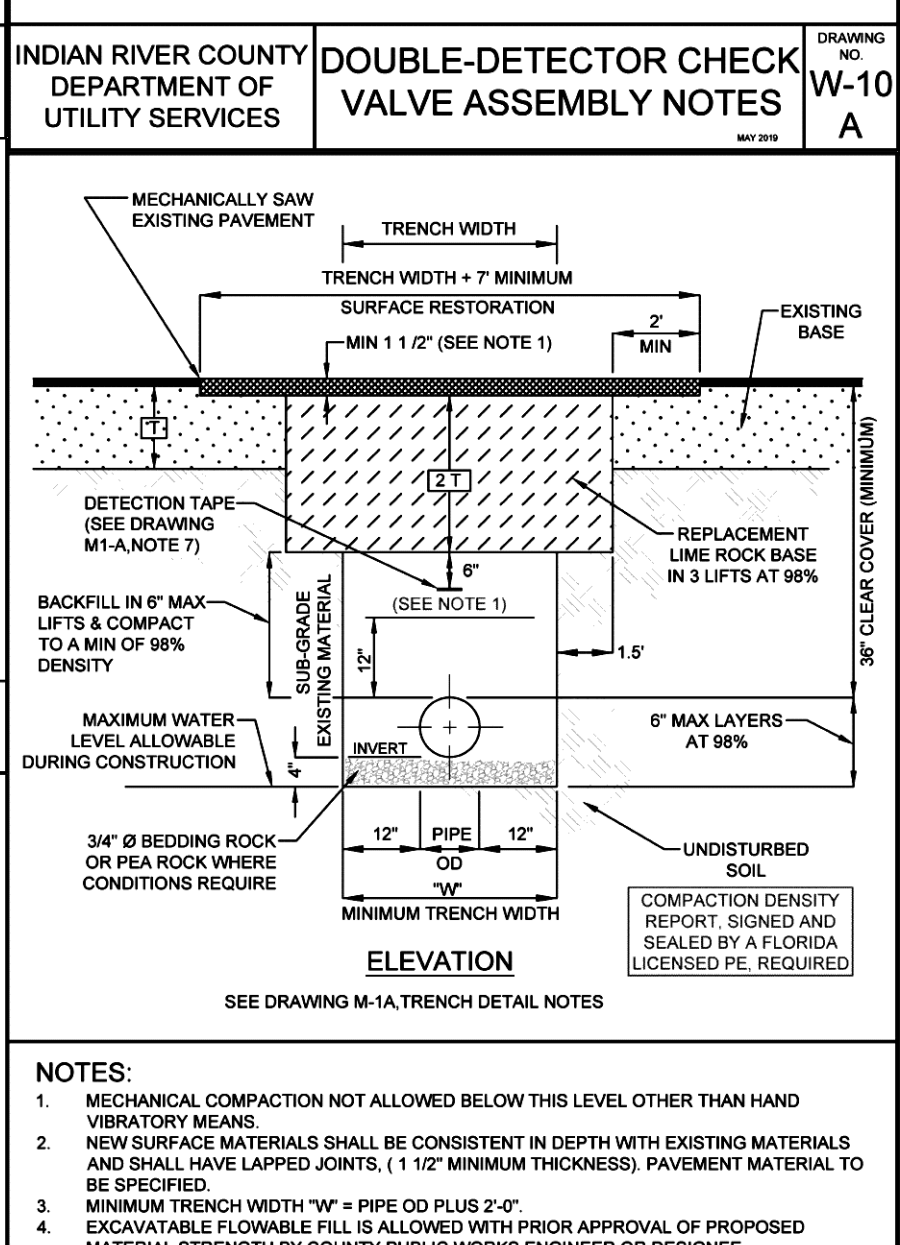 INDIAN RIVER COUNTY
DEPARTMENT OF
UTILITY SERVICES
DOUBLE-DETECTOR CHECK
VALVE ASSEMBLY NOTES
MAY 2019
DRAWING
NO.
W-10
A
MECHANICALLY SAW
EXISTING PAVEMENT
TRENCH WIDTH
TRENCH WIDTH + 7' MINIMUM
SURFACE RESTORATION
MIN 1 1 /2" (SEE NOTE 1)
2'
MIN
EXISTING
BASE
"T"
2 T
DETECTION TAPE
(SEE DRAWING
M1-A,NOTE 7)
REPLACEMENT
LIME ROCK BASE
IN 3 LIFTS AT 98%
36" CLEAR COVER (MINIMUM)
6"
(SEE NOTE 1)
BACKFILL IN 6" MAX
LIFTS & COMPACT
TO A MIN OF 98%
DENSITY
SUB-GRADE
EXISTING MATERIAL
12"
1.5'
MAXIMUM WATER
LEVEL ALLOWABLE
DURING CONSTRUCTION
6" MAX LAYERS
AT 98%
INVERT
4"
3/4" Ø BEDDING ROCK
OR PEA ROCK WHERE
CONDITIONS REQUIRE
12"
PIPE
OD
12"
"W"
MINIMUM TRENCH WIDTH
UNDISTURBED
SOIL
COMPACTION DENSITY
REPORT, SIGNED AND
SEALED BY A FLORIDA
LICENSED PE, REQUIRED
ELEVATION
SEE DRAWING M-1A,TRENCH DETAIL NOTES
NOTES:
1. MECHANICAL COMPACTION NOT ALLOWED BELOW THIS LEVEL OTHER THAN HAND
VIBRATORY MEANS.
2. NEW SURFACE MATERIALS SHALL BE CONSISTENT IN DEPTH WITH EXISTING MATERIALS
AND SHALL HAVE LAPPED JOINTS, ( 1 1/2" MINIMUM THICKNESS). PAVEMENT MATERIAL TO
BE SPECIFIED.
3. MINIMUM TRENCH WIDTH "W" = PIPE OD PLUS 2'-0".
4. EXCAVATABLE FLOWABLE FILL IS ALLOWED WITH PRIOR APPROVAL OF PROPOSED
MATERIAL STRENGTH BY COUNTY PUBLIC WORKS ENGINEER OR DESIGNEE